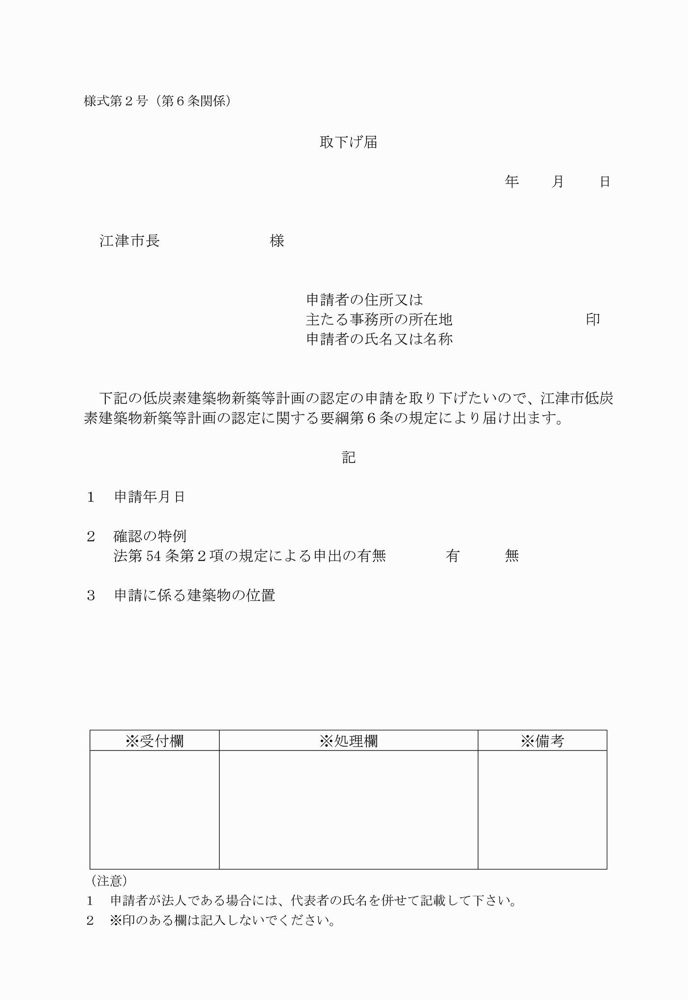 様式第２号（第６条関係）
取下げ届
年　　月　　日
江津市長　　　　　　　様
申請者の住所又は
主たる事務所の所在地　　　　　　　　　印
申請者の氏名又は名称
下記の低炭素建築物新築等計画の認定の申請を取り下げたいので、江津市低炭
素建築物新築等計画の認定に関する要綱第６条の規定により届け出ます。
記
１　申請年月日
２　確認の特例
法第 54 条第２項の規定による申出の有無　　　　有　　　無
３　申請に係る建築物の位置
※受付欄　※処理欄　※備考
（注意）
１　申請者が法人である場合には、代表者の氏名を併せて記載して下さい。
２　※印のある欄は記入しないでください。